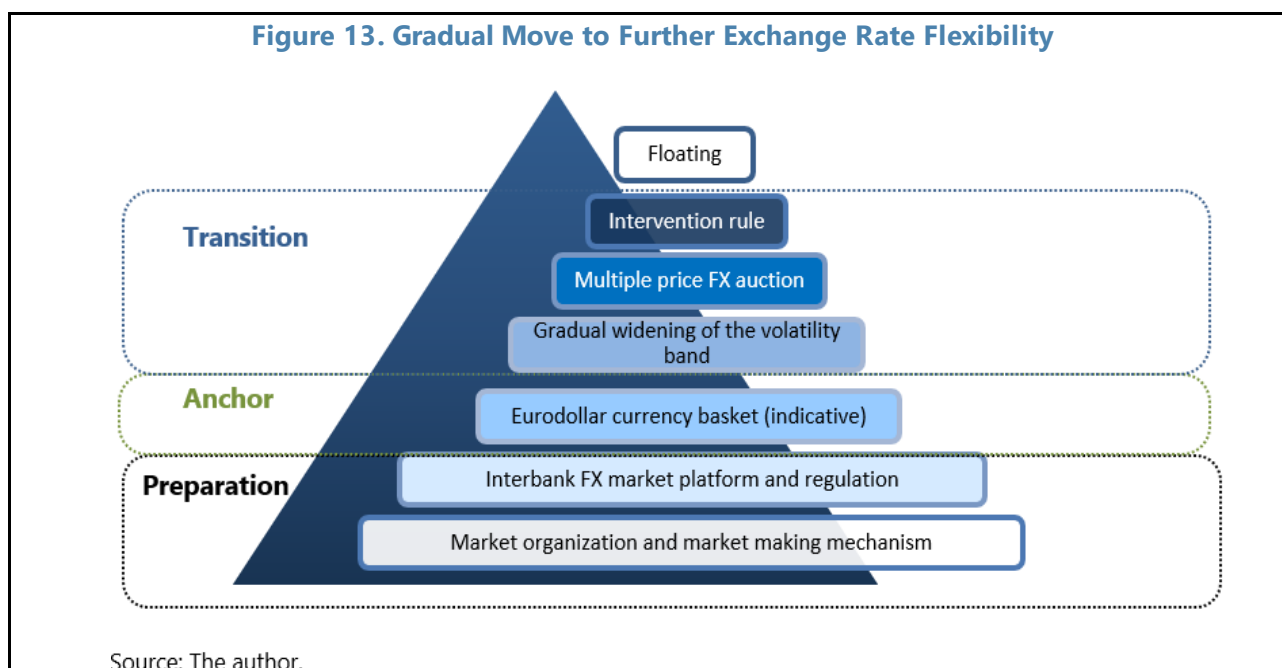 Figure 13. Gradual Move to Further Exchange Rate Flexibility
Floating
Transition
Intervention rule
Multiple price FX auction
Gradual widening of the volatility
band
Anchor
Eurodollar currency basket (indicative)
Preparation
Interbank FX market platform and regulation
Market organization and market making mechanism
Source: The author.